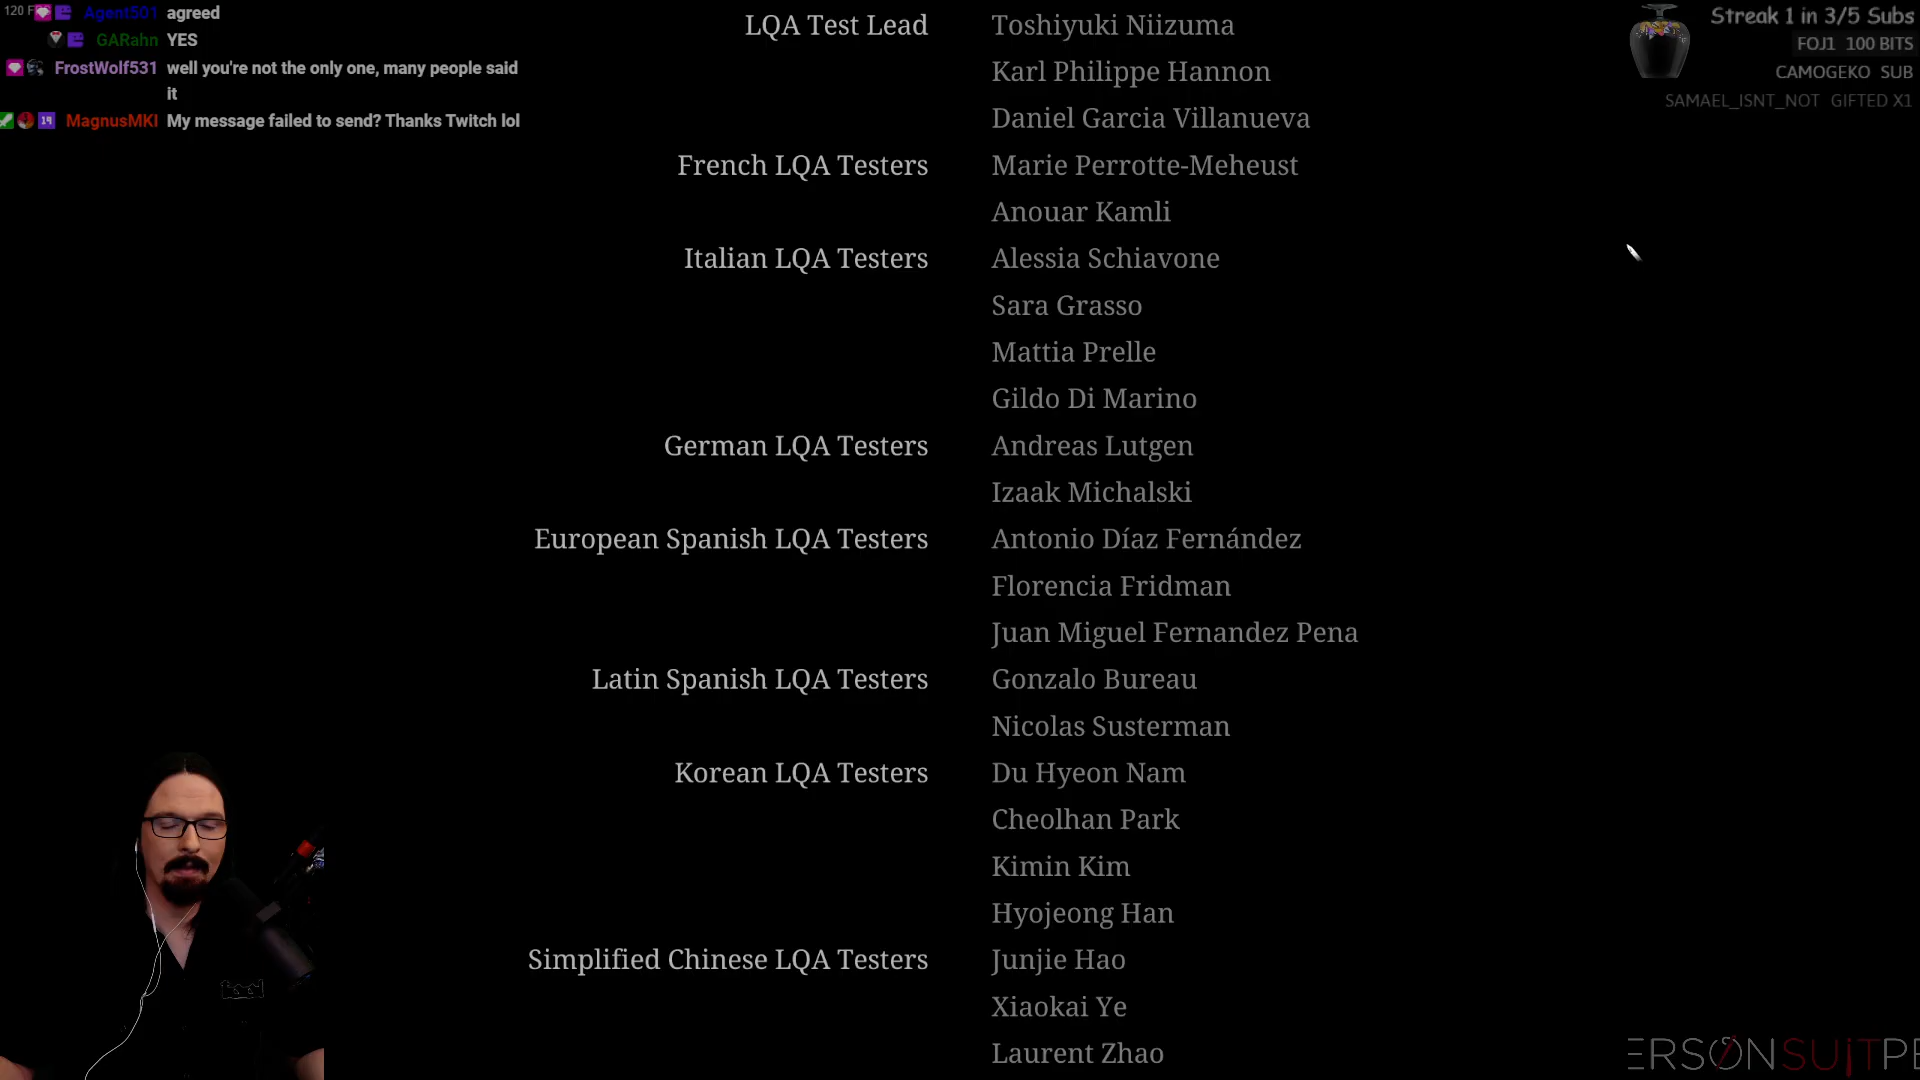 120 F
Agent501 agreed
GARahn YES
FrostWolf531 well you're not the only one, many people said
it
19 MagnusMKI My message failed to send? Thanks Twitch lol
Streak 1 in 3/5 Subs
FOJ1 100 BITS
CAMOGEKO SUB
SAMAEL_ISNT_NOT GIFTED X1
LQA Test Lead Toshiyuki Niizuma
Karl Philippe Hannon
Daniel Garcia Villanueva
French LQA Testers Marie Perrotte-Meheust
Anouar Kamli
Italian LQA Testers Alessia Schiavone
Sara Grasso
Mattia Prelle
Gildo Di Marino
German LQA Testers Andreas Lutgen
Izaak Michalski
European Spanish LQA Testers Antonio Díaz Fernández
Florencia Fridman
Juan Miguel Fernandez Pena
Latin Spanish LQA Testers Gonzalo Bureau
Nicolas Susterman
Korean LQA Testers Du Hyeon Nam
Cheolhan Park
Kimin Kim
Hyojeong Han
Simplified Chinese LQA Testers Junjie Hao
Xiaokai Ye
Laurent Zhao
ERSONSUITPE